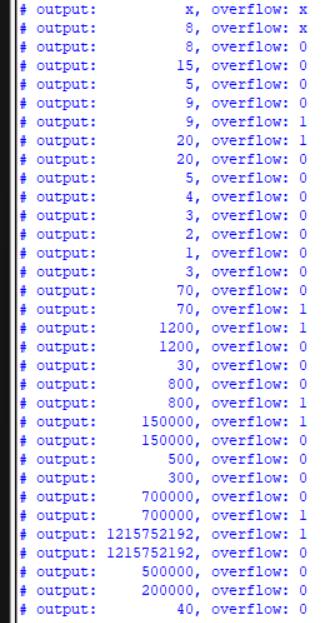 # output:          x, overflow: x
# output:          8, overflow: x
# output:          8, overflow: 0
# output:         15, overflow: 0
# output:          5, overflow: 0
# output:          9, overflow: 0
# output:          9, overflow: 1
# output:         20, overflow: 1
# output:         20, overflow: 0
# output:          5, overflow: 0
# output:          4, overflow: 0
# output:          3, overflow: 0
# output:          2, overflow: 0
# output:          1, overflow: 0
# output:          3, overflow: 0
# output:         70, overflow: 0
# output:         70, overflow: 1
# output:       1200, overflow: 1
# output:       1200, overflow: 0
# output:         30, overflow: 0
# output:        800, overflow: 0
# output:        800, overflow: 1
# output:     150000, overflow: 1
# output:     150000, overflow: 0
# output:        500, overflow: 0
# output:        300, overflow: 0
# output:     700000, overflow: 0
# output:     700000, overflow: 1
# output: 1215752192, overflow: 1
# output: 1215752192, overflow: 0
# output:     500000, overflow: 0
# output:     200000, overflow: 0
# output:         40, overflow: 0